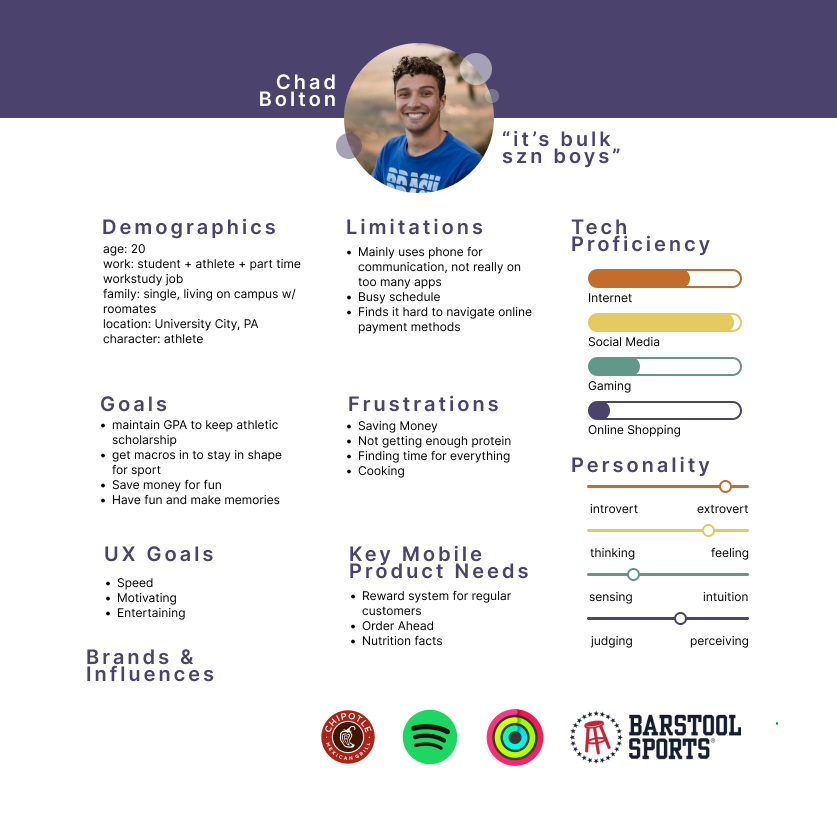 Chad
Bolton
“it’s bulk
szn boys”
Demographics
age: 20
work: student + athlete + part time
workstudy job
family: single, living on campus w/
roomates
location: University City, PA
character: athlete
Limitations
• Mainly uses phone for
communication, not really on
too many apps
• Busy schedule
• Finds it hard to navigate online
payment methods
Tech
Proficiency
Internet
Social Media
Gaming
Online Shopping
Goals
• maintain GPA to keep athletic
scholarship
• get macros in to stay in shape
for sport
• Save money for fun
• Have fun and make memories
Frustrations
• Saving Money
• Not getting enough protein
• Finding time for everything
• Cooking
Personality
introvert extrovert
thinking feeling
sensing intuition
judging perceiving
UX Goals
• Speed
• Motivating
• Entertaining
Key Mobile
Product Needs
• Reward system for regular
customers
• Order Ahead
• Nutrition facts
Brands &
Influences
CHIPOTLE
MEXICAN GRILL
BARSTOOL
SPORTS®